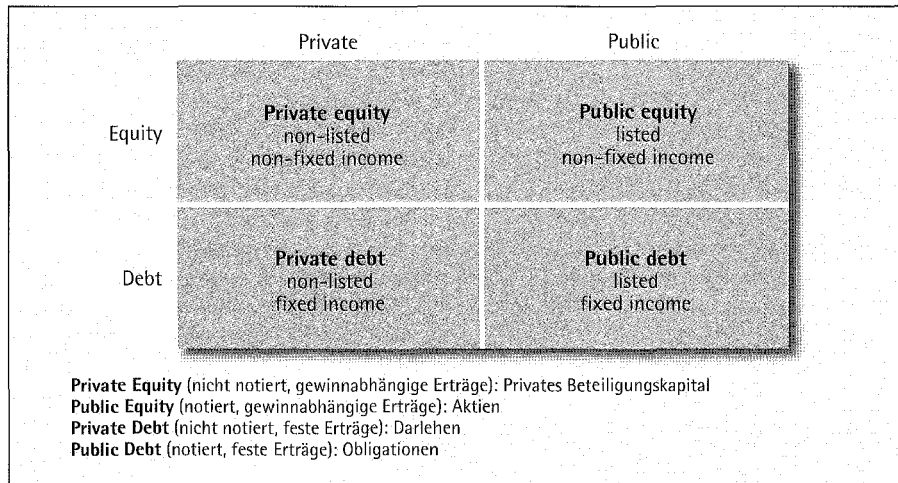 Private Public
Equity
Private equity
non-listed
non-fixed income
Public equity
listed
non-fixed income
Debt
Private debt
non-listed
fixed income
Public debt
listed
fixed income
Private Equity (nicht notiert, gewinnabhängige Erträge): Privates Beteiligungskapital
Public Equity (notiert, gewinnabhängige Erträge): Aktien
Private Debt (nicht notiert, feste Erträge): Darlehen
Public Debt (notiert, feste Erträge): Obligationen